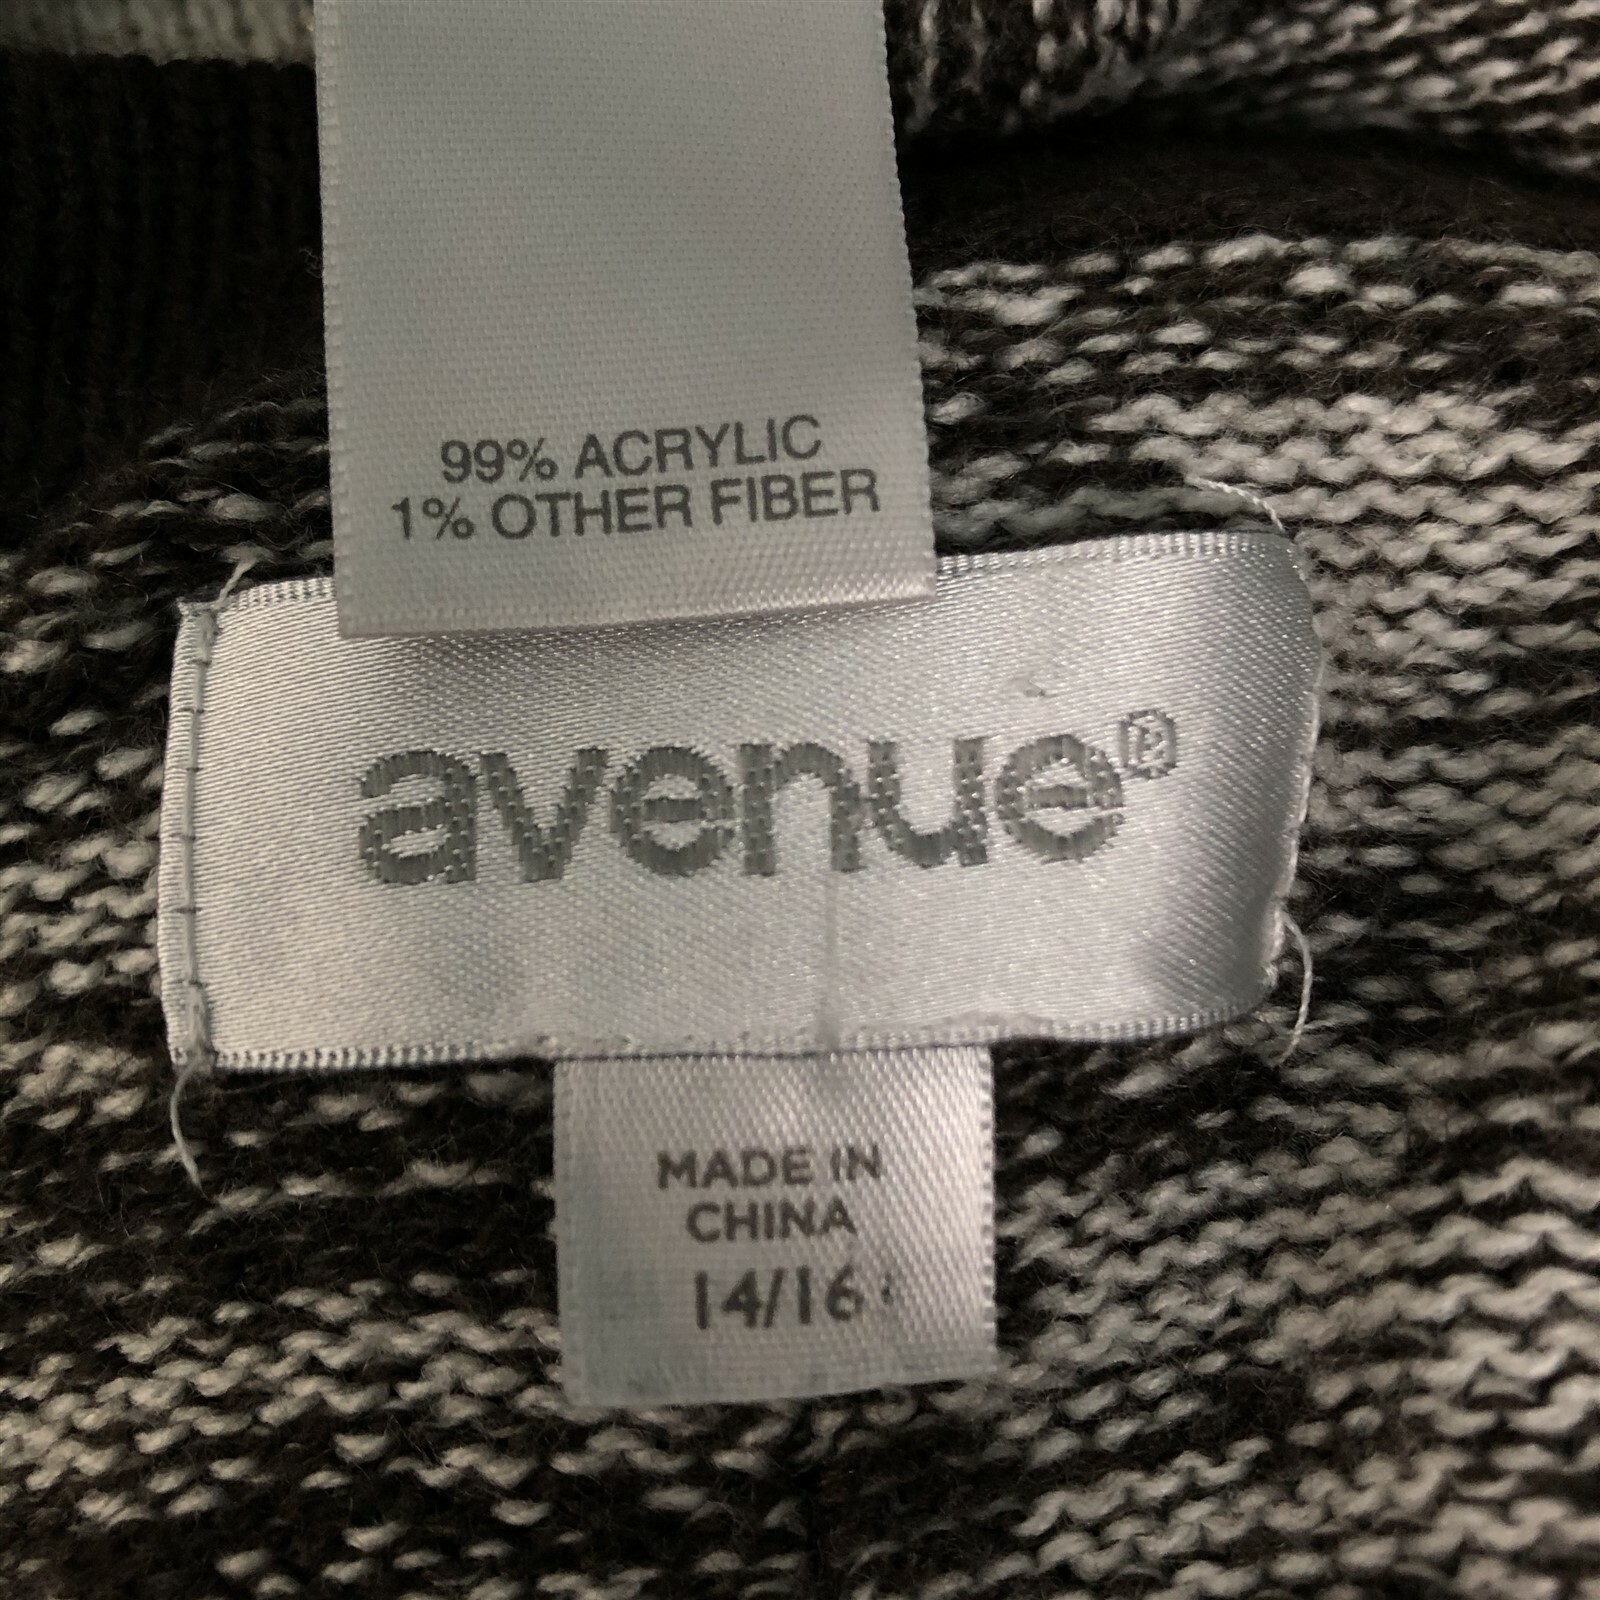 99% ACRYLIC
1% OTHER FIBER
avenue®
MADE IN
CHINA
14/16